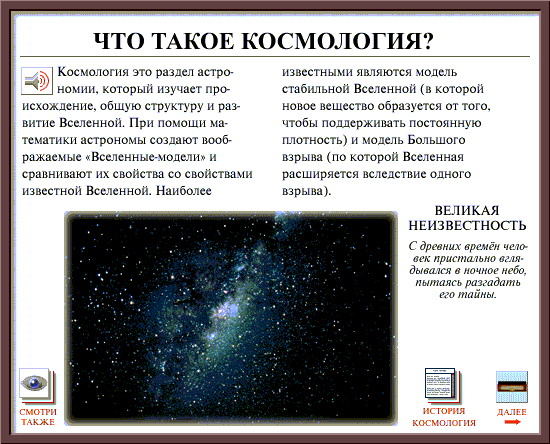 ЧТО ТАКОЕ КОСМОЛОГИЯ?
Космология это раздел астро-
номии, который изучает про-
исхождение, общую структуру и раз-
витие Вселенной. При помощи ма-
тематики астрономы создают вооб-
ражаемые «Вселенные-модели» и
сравнивают их свойства со свойствами
известной Вселенной. Наиболее
известными являются модель
стабильной Вселенной (в которой
новое вещество образуется от того,
чтобы поддерживать постоянную
плотность) и модель Большого
взрыва (по которой Вселенная
расширяется вследствие одного
взрыва).
ВЕЛИКАЯ
НЕИЗВЕСТНОСТЬ
С древних времён чело-
век пристально вгля-
дывался в ночное небо,
пытаясь разгадать
его тайны.
СМОТРИ
ТАКЖЕ
ИСТОРИЯ
КОСМОЛОГИЯ
ДАЛЕЕ